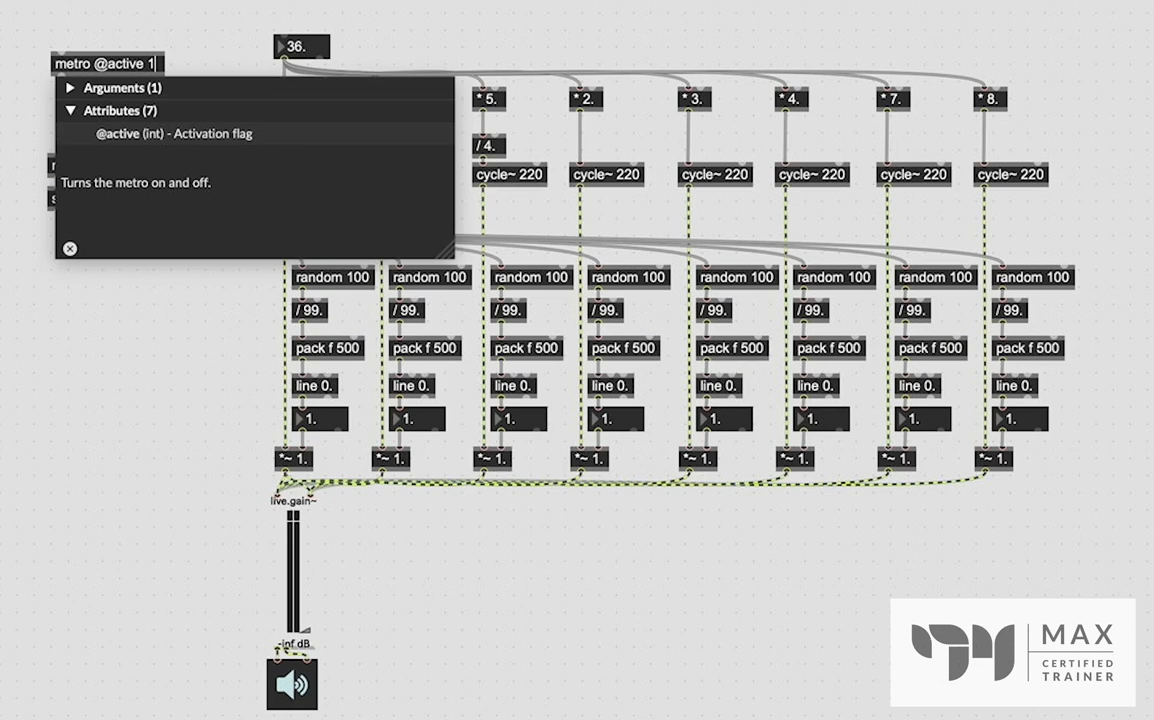 36.
metro @active 1
Arguments (1)
Attributes (7)
@active (int) - Activation flag
Turns the metro on and off.
* 5.
* 2.
* 3.
* 4.
* 7.
* 8.
/ 4.
cycle~ 220
cycle~ 220
cycle~ 220
cycle~ 220
cycle~ 220
cycle~ 220
random 100
random 100
random 100
random 100
random 100
random 100
random 100
random 100
/ 99.
/ 99.
/ 99.
/ 99.
/ 99.
/ 99.
/ 99.
/ 99.
pack f 500
pack f 500
pack f 500
pack f 500
pack f 500
pack f 500
pack f 500
pack f 500
line 0.
line 0.
line 0.
line 0.
line 0.
line 0.
line 0.
line 0.
1.
1.
1.
1.
1.
1.
1.
1.
*~ 1.
*~ 1.
*~ 1.
*~ 1.
*~ 1.
*~ 1.
*~ 1.
*~ 1.
live.gain~
-inf dB
MAX
CERTIFIED
TRAINER